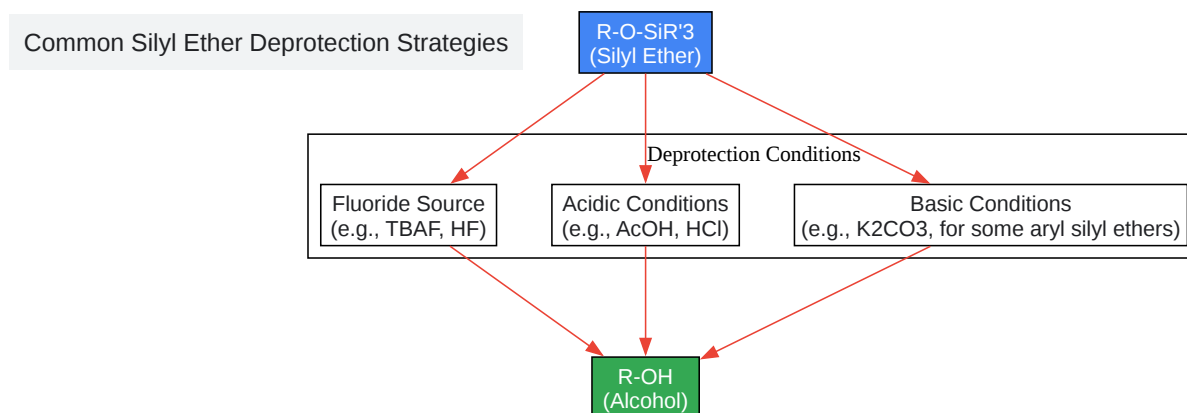 Common Silyl Ether Deprotection Strategies
R-O-SiR'3
(Silyl Ether)
Deprotection Conditions
Fluoride Source
(e.g., TBAF, HF)
Acidic Conditions
(e.g., AcOH, HCl)
Basic Conditions
(e.g., K2CO3, for some aryl silyl ethers)
R-OH
(Alcohol)